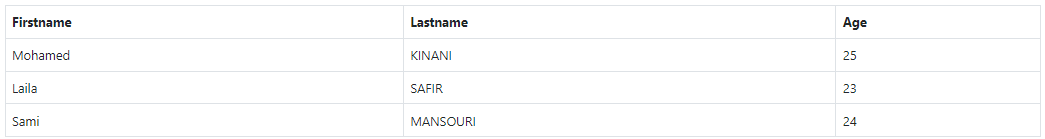 Firstname Lastname Age
Mohamed KINANI 25
Laila SAFIR 23
Sami MANSOURI 24